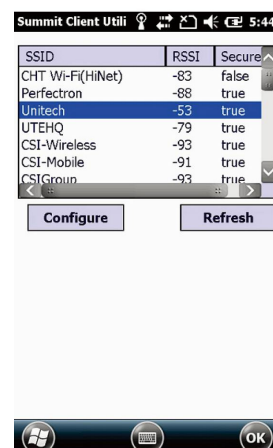 Summit Client Utili 5:44
SSID RSSI Secure
CHT Wi-Fi(HiNet) -83 false
Perfectron -88 true
Unitech -53 true
UTEHQ -79 true
CSI-Wireless -93 true
CSI-Mobile -91 true
CSIGroup -93 true
Configure Refresh
OK